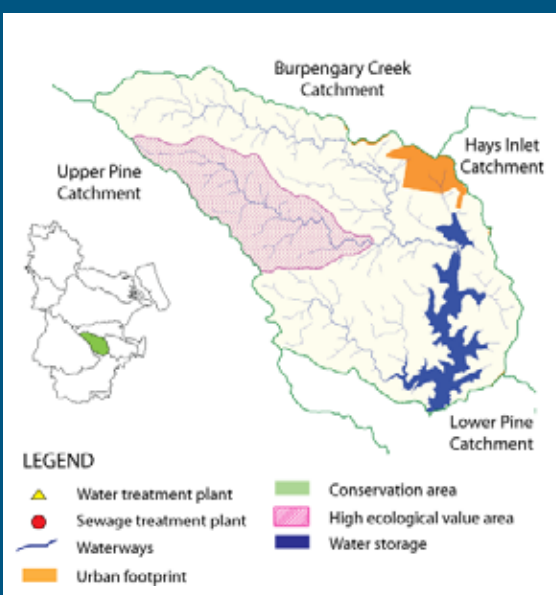 Burpengary Creek
Catchment
Hays Inlet
Catchment
Upper Pine
Catchment
Lower Pine
Catchment
LEGEND
Water treatment plant
Sewage treatment plant
Waterways
Urban footprint
Conservation area
High ecological value area
Water storage